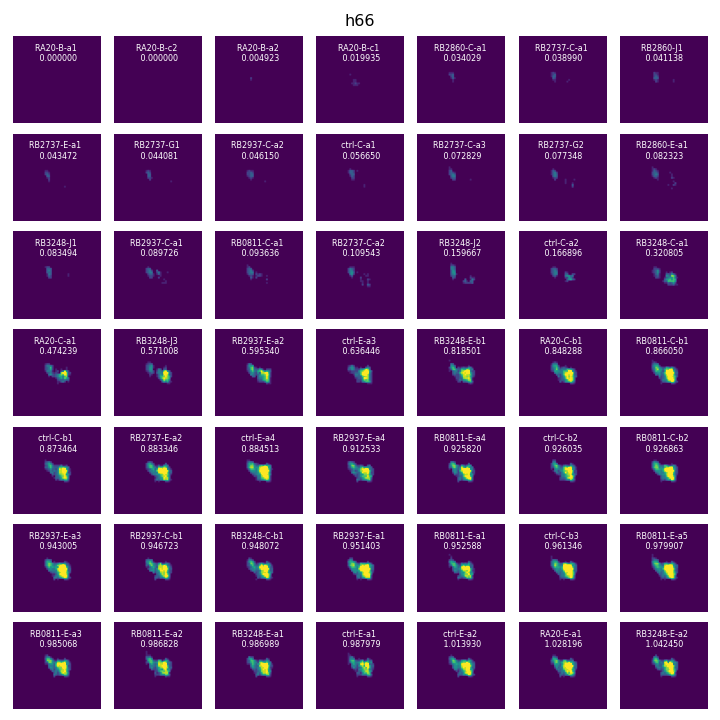 h66
RA20-B-a1
0.000000
RA20-B-c2
0.000000
RA20-B-a2
0.004923
RA20-B-c1
0.019935
RB2860-C-a1
0.034029
RB2737-C-a1
0.038990
RB2860-J1
0.041138
RB2737-E-a1
0.043472
RB2737-G1
0.044081
RB2937-C-a2
0.046150
ctrl-C-a1
0.056650
RB2737-C-a3
0.072829
RB2737-G2
0.077348
RB2860-E-a1
0.082323
RB3248-J1
0.083494
RB2937-C-a1
0.089726
RB0811-C-a1
0.093636
RB2737-C-a2
0.109543
RB3248-J2
0.159667
ctrl-C-a2
0.166896
RB3248-C-a1
0.320805
RA20-C-a1
0.474239
RB3248-J3
0.571008
RB2937-E-a2
0.595340
ctrl-E-a3
0.636446
RB3248-E-b1
0.818501
RA20-C-b1
0.848288
RB0811-C-b1
0.866050
ctrl-C-b1
0.873464
RB2737-E-a2
0.883346
ctrl-E-a4
0.884513
RB2937-E-a4
0.912533
RB0811-E-a4
0.925820
ctrl-C-b2
0.926035
RB0811-C-b2
0.926863
RB2937-E-a3
0.943005
RB2937-C-b1
0.946723
RB3248-C-b1
0.948072
RB2937-E-a1
0.951403
RB0811-E-a1
0.952588
ctrl-C-b3
0.961346
RB0811-E-a5
0.979907
RB0811-E-a3
0.985068
RB0811-E-a2
0.986828
RB3248-E-a1
0.986989
ctrl-E-a1
0.987979
ctrl-E-a2
1.013930
RA20-E-a1
1.028196
RB3248-E-a2
1.042450